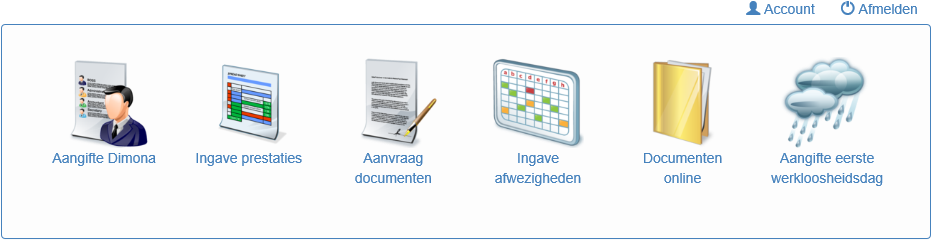 Account Afmelden
Aangifte Dimona
Ingave prestaties
Aanvraag
documenten
Ingave
afwezigheden
Documenten
online
Aangifte eerste
werkloosheidsdag